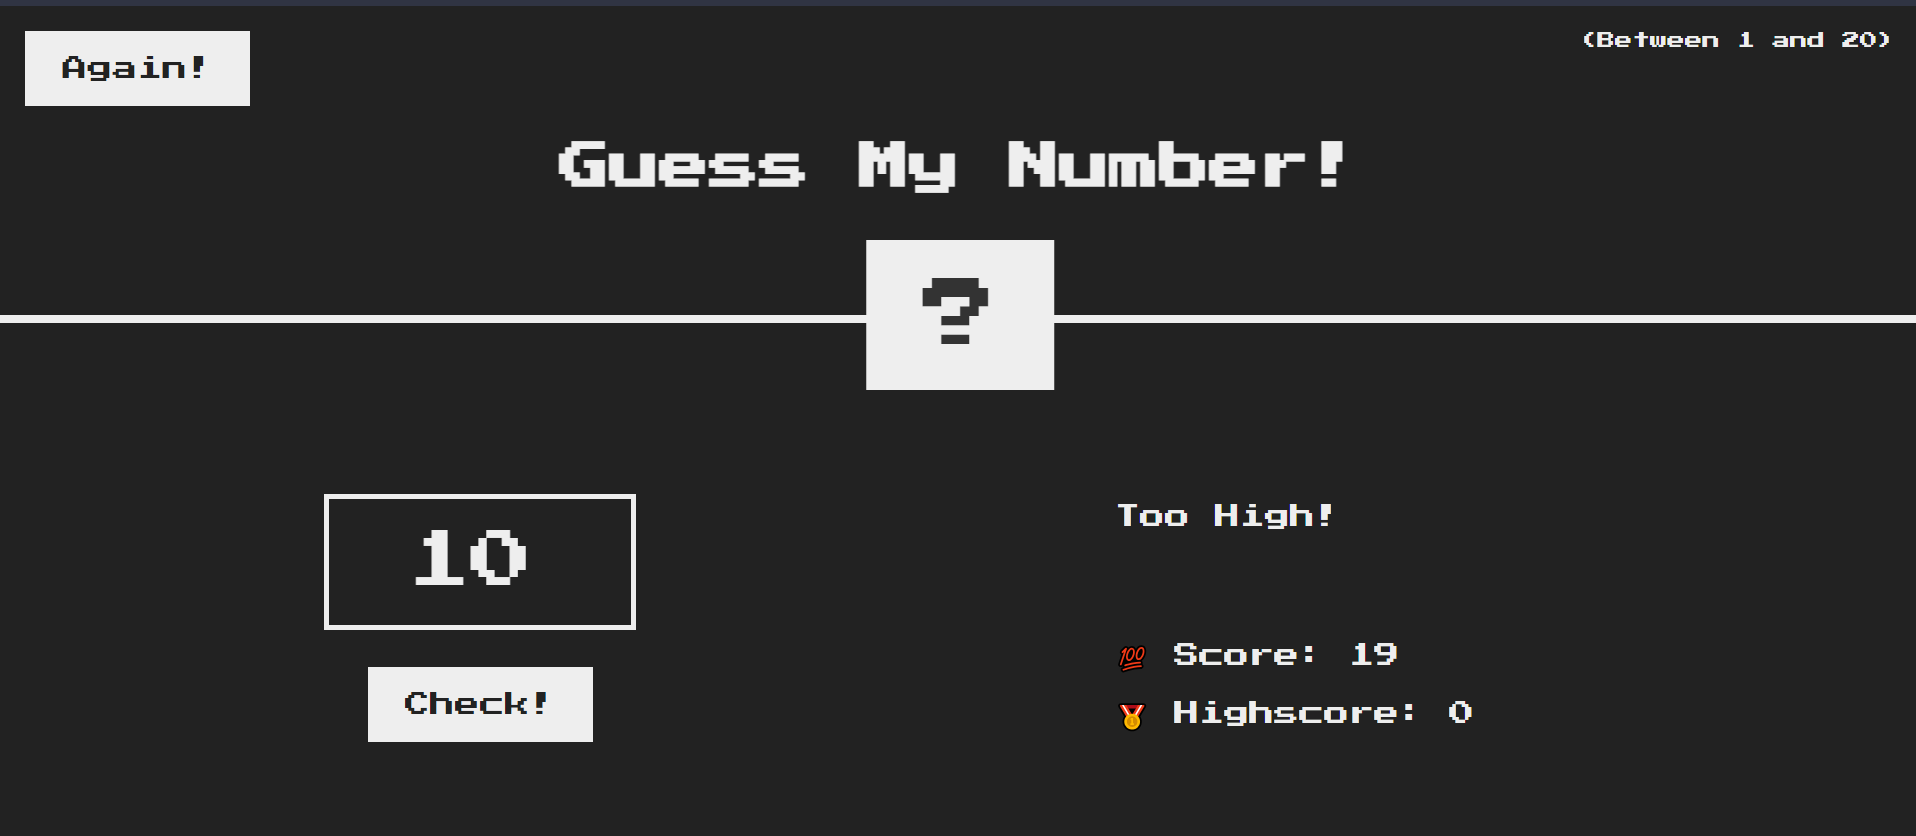 Again!
(Between 1 and 20)
Guess My Number!
?
10
Too High!
Check!
💯 Score: 19
🥇 Highscore: 0